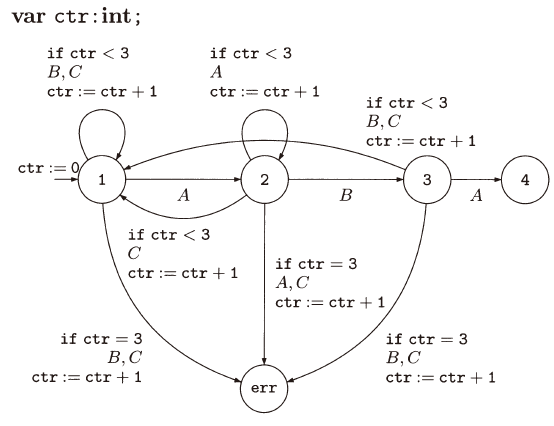 var ctr:int;
if ctr < 3
B, C
ctr := ctr + 1
if ctr < 3
A
ctr := ctr + 1
if ctr < 3
B, C
ctr := ctr + 1
ctr := 0
1
A
2
B
3
A
4
if ctr < 3
C
ctr := ctr + 1
if ctr = 3
A, C
ctr := ctr + 1
if ctr = 3
B, C
ctr := ctr + 1
if ctr = 3
B, C
ctr := ctr + 1
err